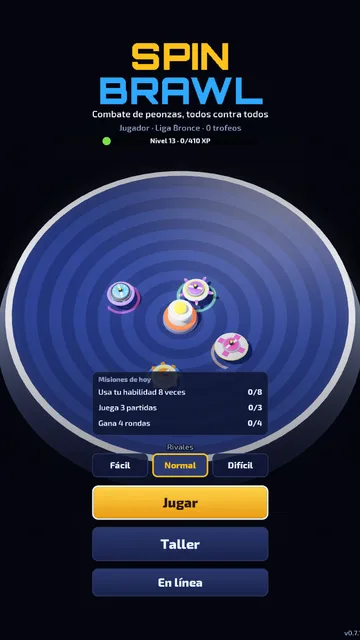 SPIN
BRAWL
Combate de peonzas, todos contra todos
Jugador · Liga Bronce · 0 trofeos
Nivel 13 · 0/410 XP
Misiones de hoy
Usa tu habilidad 8 veces 0/8
Juega 3 partidas 0/3
Gana 4 rondas 0/4
Rivales
Fácil Normal Difícil
Jugar
Taller
En línea